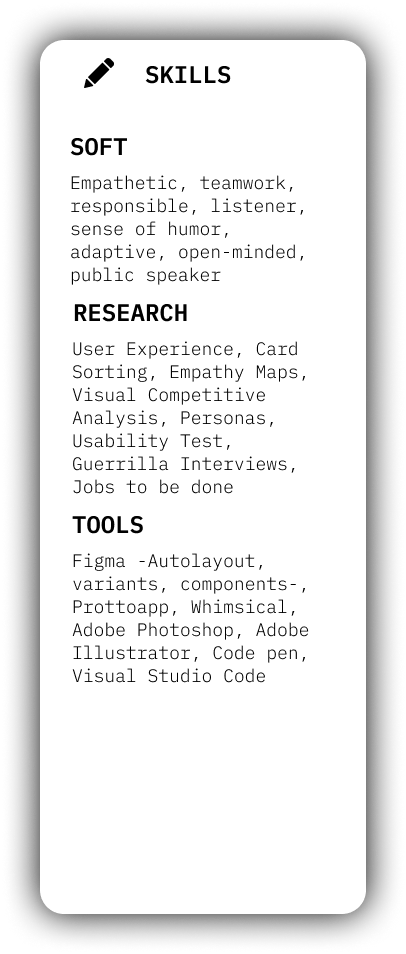 SKILLS
SOFT
Empathetic, teamwork,
responsible, listener,
sense of humor,
adaptive, open-minded,
public speaker
RESEARCH
User Experience, Card
Sorting, Empathy Maps,
Visual Competitive
Analysis, Personas,
Usability Test,
Guerrilla Interviews,
Jobs to be done
TOOLS
Figma -Autolayout,
variants, components-,
Prottoapp, Whimsical,
Adobe Photoshop, Adobe
Illustrator, Code pen,
Visual Studio Code